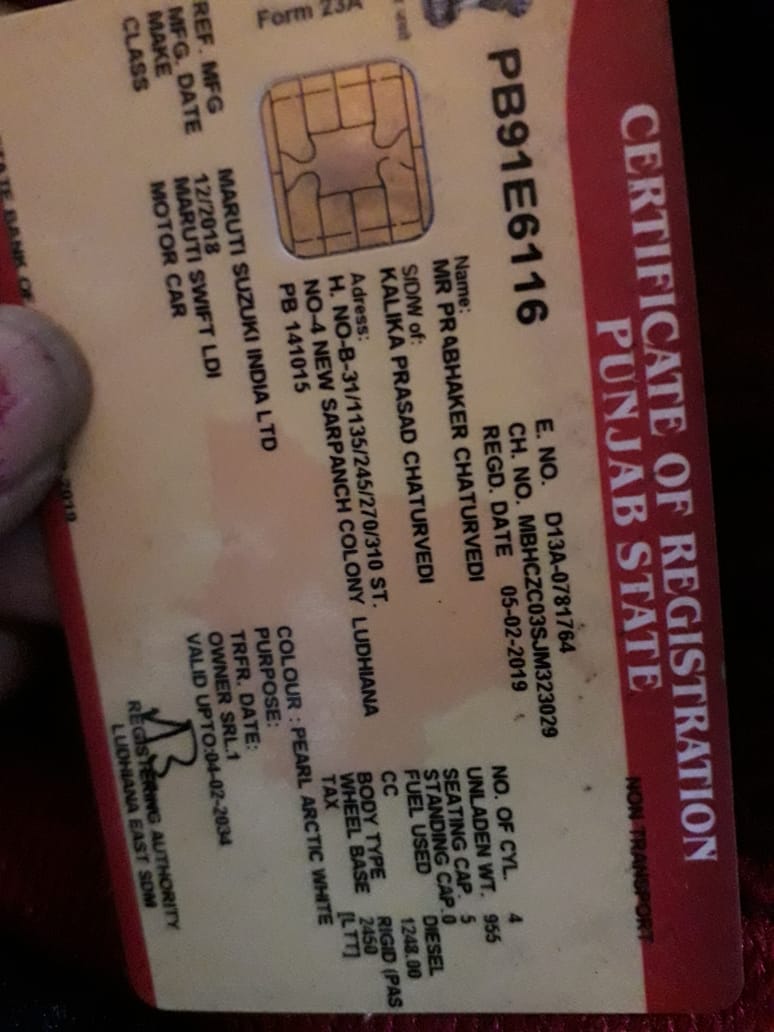 CERTIFICATE OF REGISTRATION
PUNJAB STATE
NON TRANSPORT
Form 23A
PB91E6116
E. NO. D13A-0781764
CH. NO. MBHCZC03SJM323029
REGD. DATE 05-02-2019
Name:
MR PRABHAKER CHATURVEDI
S/D/W of:
KALIKA PRASAD CHATURVEDI
Adress:
H. NO-B-31/1135/245/270/310 ST.
NO-4 NEW SARPANCH COLONY LUDHIANA
PB 141015
NO. OF CYL. 4
UNLADEN WT. 955
SEATING CAP. 5
STANDING CAP. 0
FUEL USED DIESEL
CC 1248.00
BODY TYPE RIGID (PAS
WHEEL BASE 2450
TAX [LTT]
REF. MFG MARUTI SUZUKI INDIA LTD
MFG. DATE 12/2018
MAKE MARUTI SWIFT LDI
CLASS MOTOR CAR
COLOUR : PEARL ARCTIC WHITE
PURPOSE:
TRFR. DATE:
OWNER SRL.1
VALID UPTO:04-02-2034
REGISTERING AUTHORITY
LUDHIANA EAST SDM
BANK OF
2019